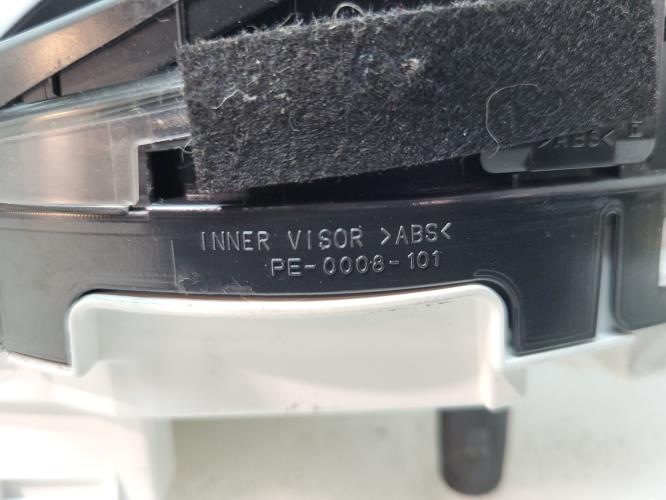 >ABS<
INNER VISOR >ABS<
PE-0008-101